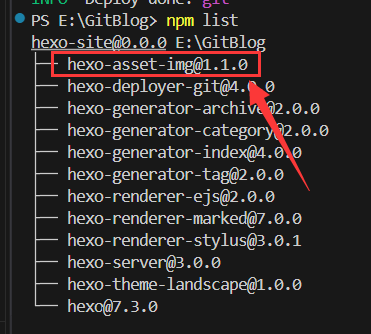 INFO  Deploy done: git
PS E:\GitBlog> npm list
hexo-site@0.0.0 E:\GitBlog
├── hexo-asset-img@1.1.0
├── hexo-deployer-git@4.0.0
├── hexo-generator-archive@2.0.0
├── hexo-generator-category@2.0.0
├── hexo-generator-index@4.0.0
├── hexo-generator-tag@2.0.0
├── hexo-renderer-ejs@2.0.0
├── hexo-renderer-marked@7.0.0
├── hexo-renderer-stylus@3.0.1
├── hexo-server@3.0.0
├── hexo-theme-landscape@1.0.0
└── hexo@7.3.0